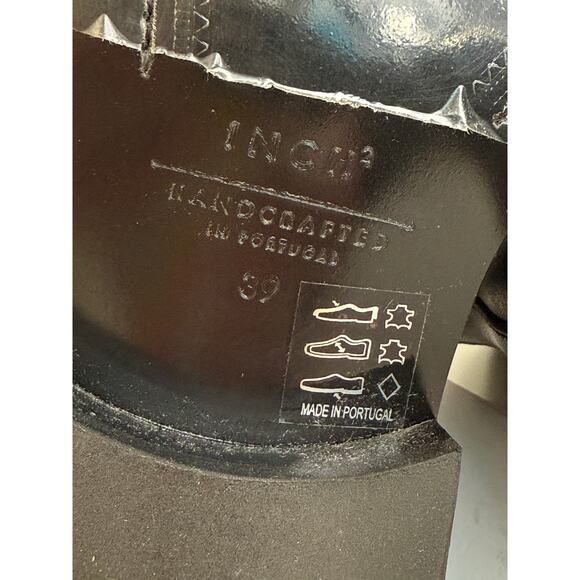 INCH²
HANDCRAFTED
IN PORTUGAL
39
MADE IN PORTUGAL